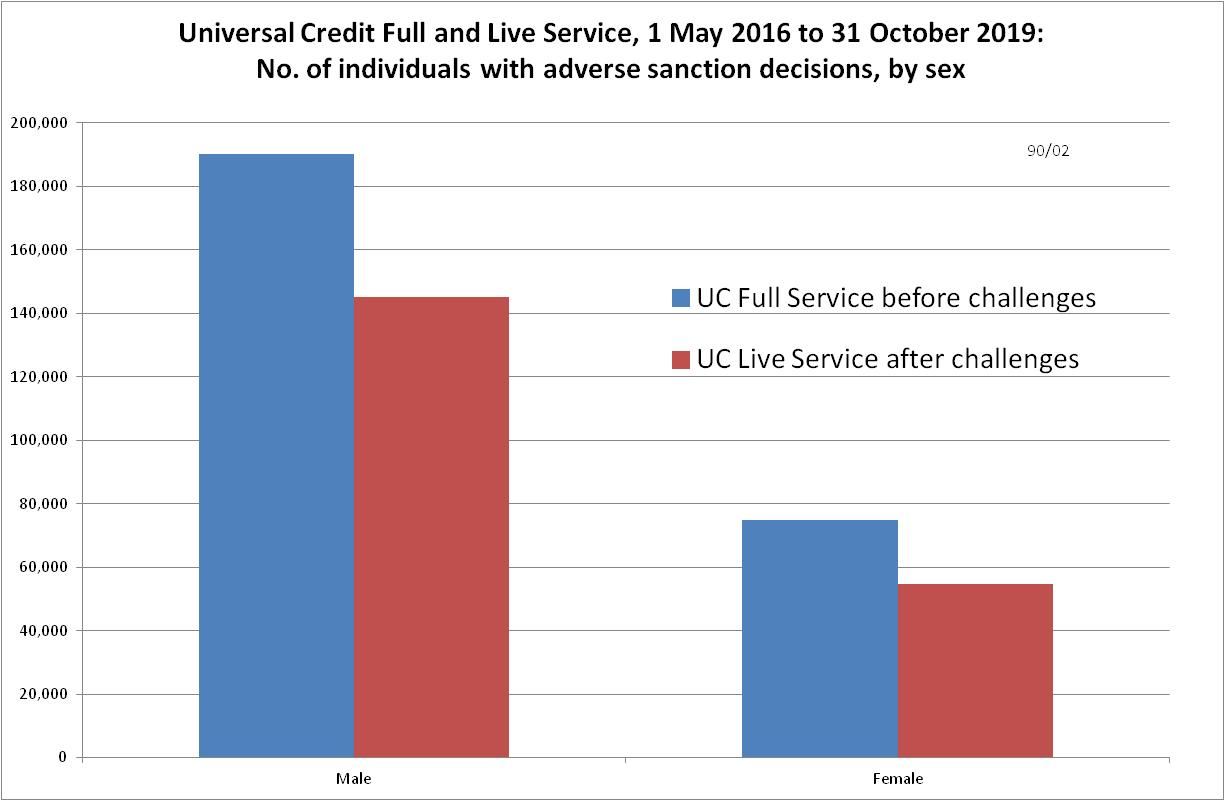 Universal Credit Full and Live Service, 1 May 2016 to 31 October 2019:
No. of individuals with adverse sanction decisions, by sex
200,000
90/02
180,000
160,000
UC Full Service before challenges
140,000
UC Live Service after challenges
120,000
100,000
80,000
60,000
40,000
20,000
0
Male
Female